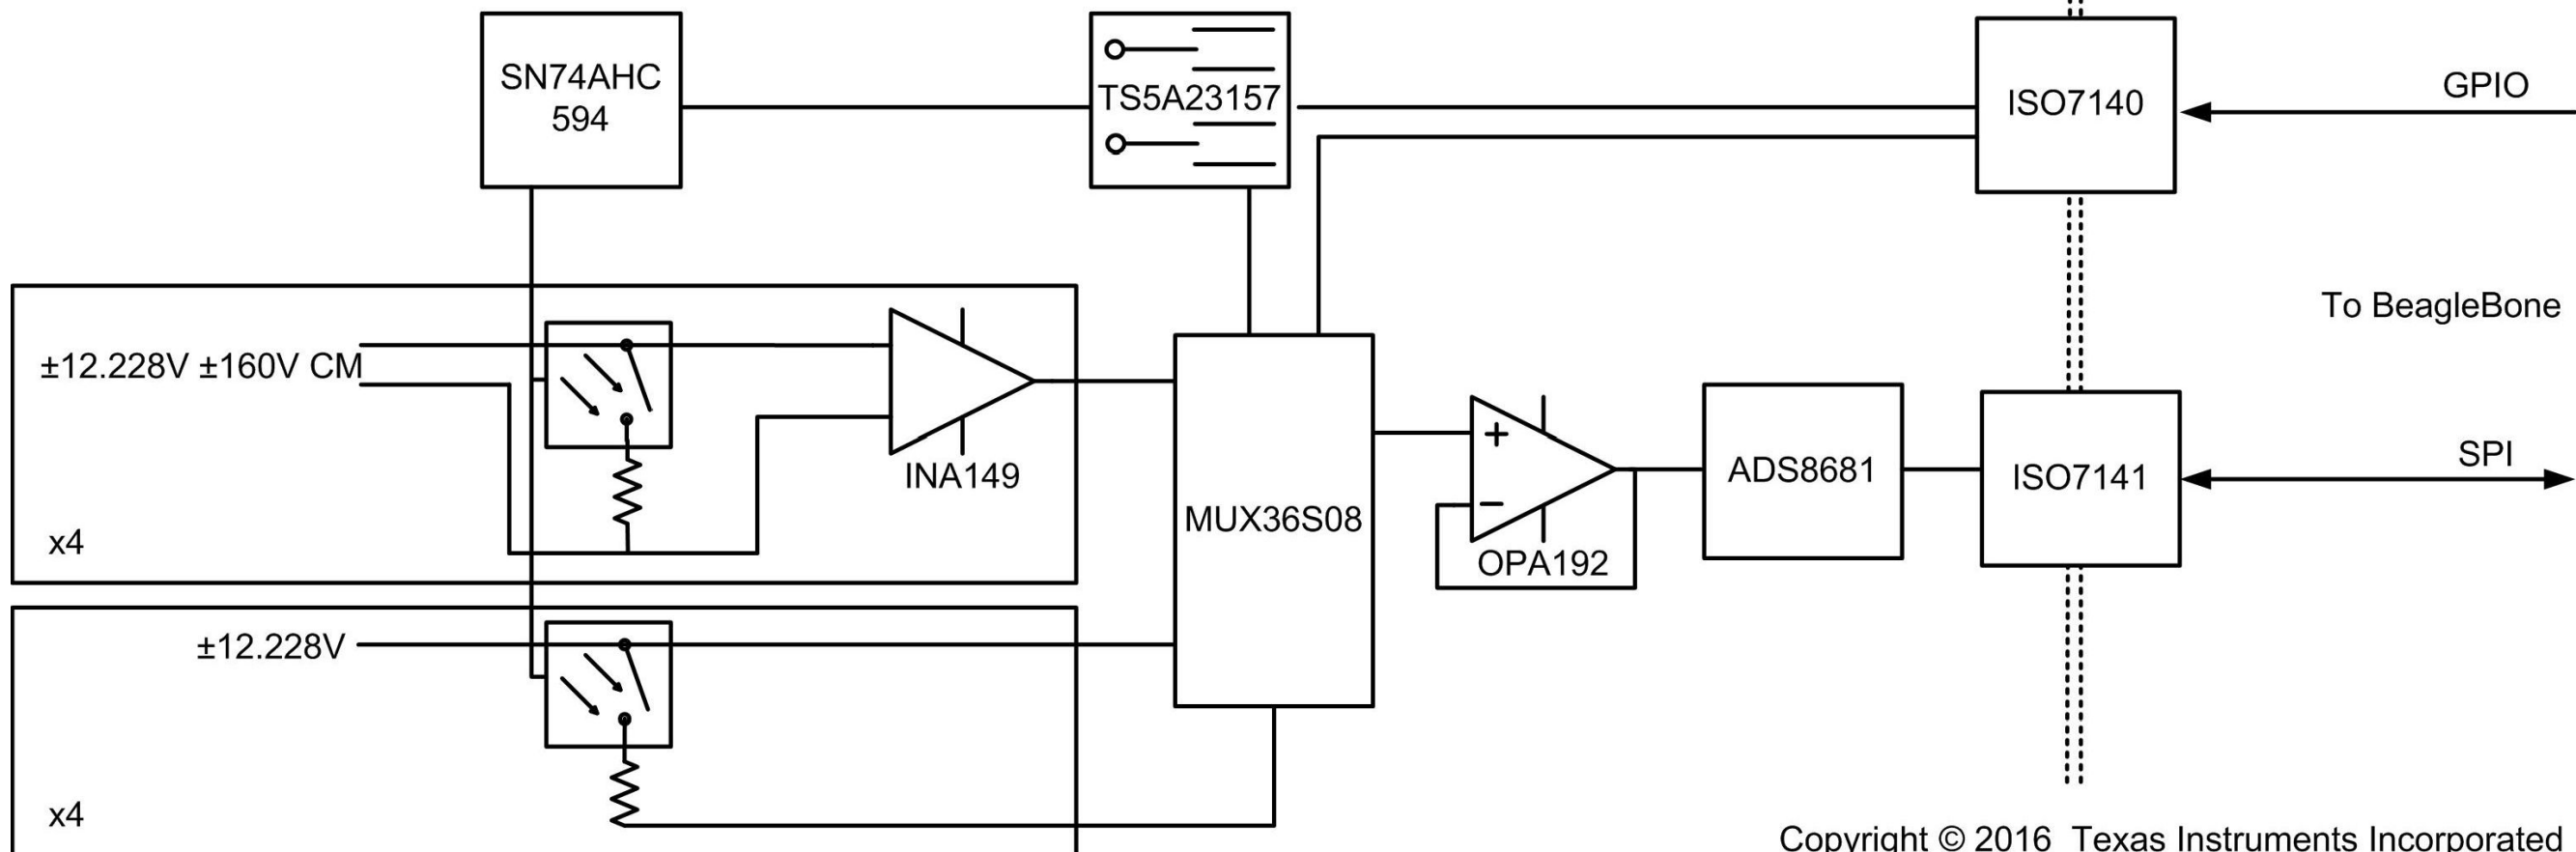 SN74AHC
594
TS5A23157
ISO7140
GPIO
To BeagleBone
±12.228V ±160V CM
INA149
x4
MUX36S08
+
−
OPA192
ADS8681
ISO7141
SPI
±12.228V
x4
Copyright © 2016 Texas Instruments Incorporated